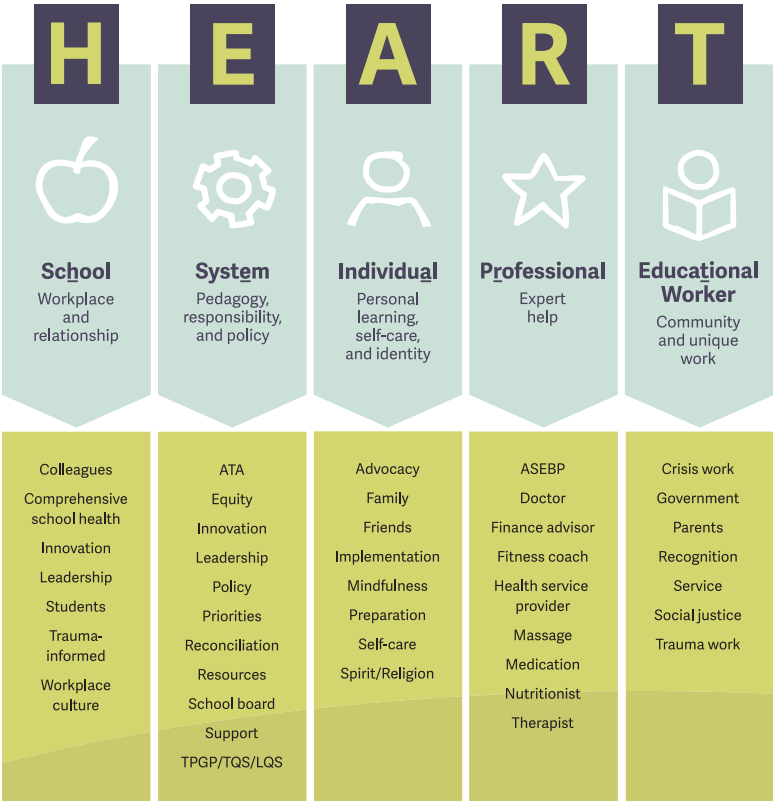 H
School
Workplace
and
relationship
Colleagues
Comprehensive
school health
Innovation
Leadership
Students
Trauma-
informed
Workplace
culture
E
System
Pedagogy,
responsibility,
and policy
ATA
Equity
Innovation
Leadership
Policy
Priorities
Reconciliation
Resources
School board
Support
TPGP/TQS/LQS
A
Individual
Personal
learning,
self-care,
and identity
Advocacy
Family
Friends
Implementation
Mindfulness
Preparation
Self-care
Spirit/Religion
R
Professional
Expert
help
ASEBP
Doctor
Finance advisor
Fitness coach
Health service
provider
Massage
Medication
Nutritionist
Therapist
T
Educational
Worker
Community
and unique
work
Crisis work
Government
Parents
Recognition
Service
Social justice
Trauma work